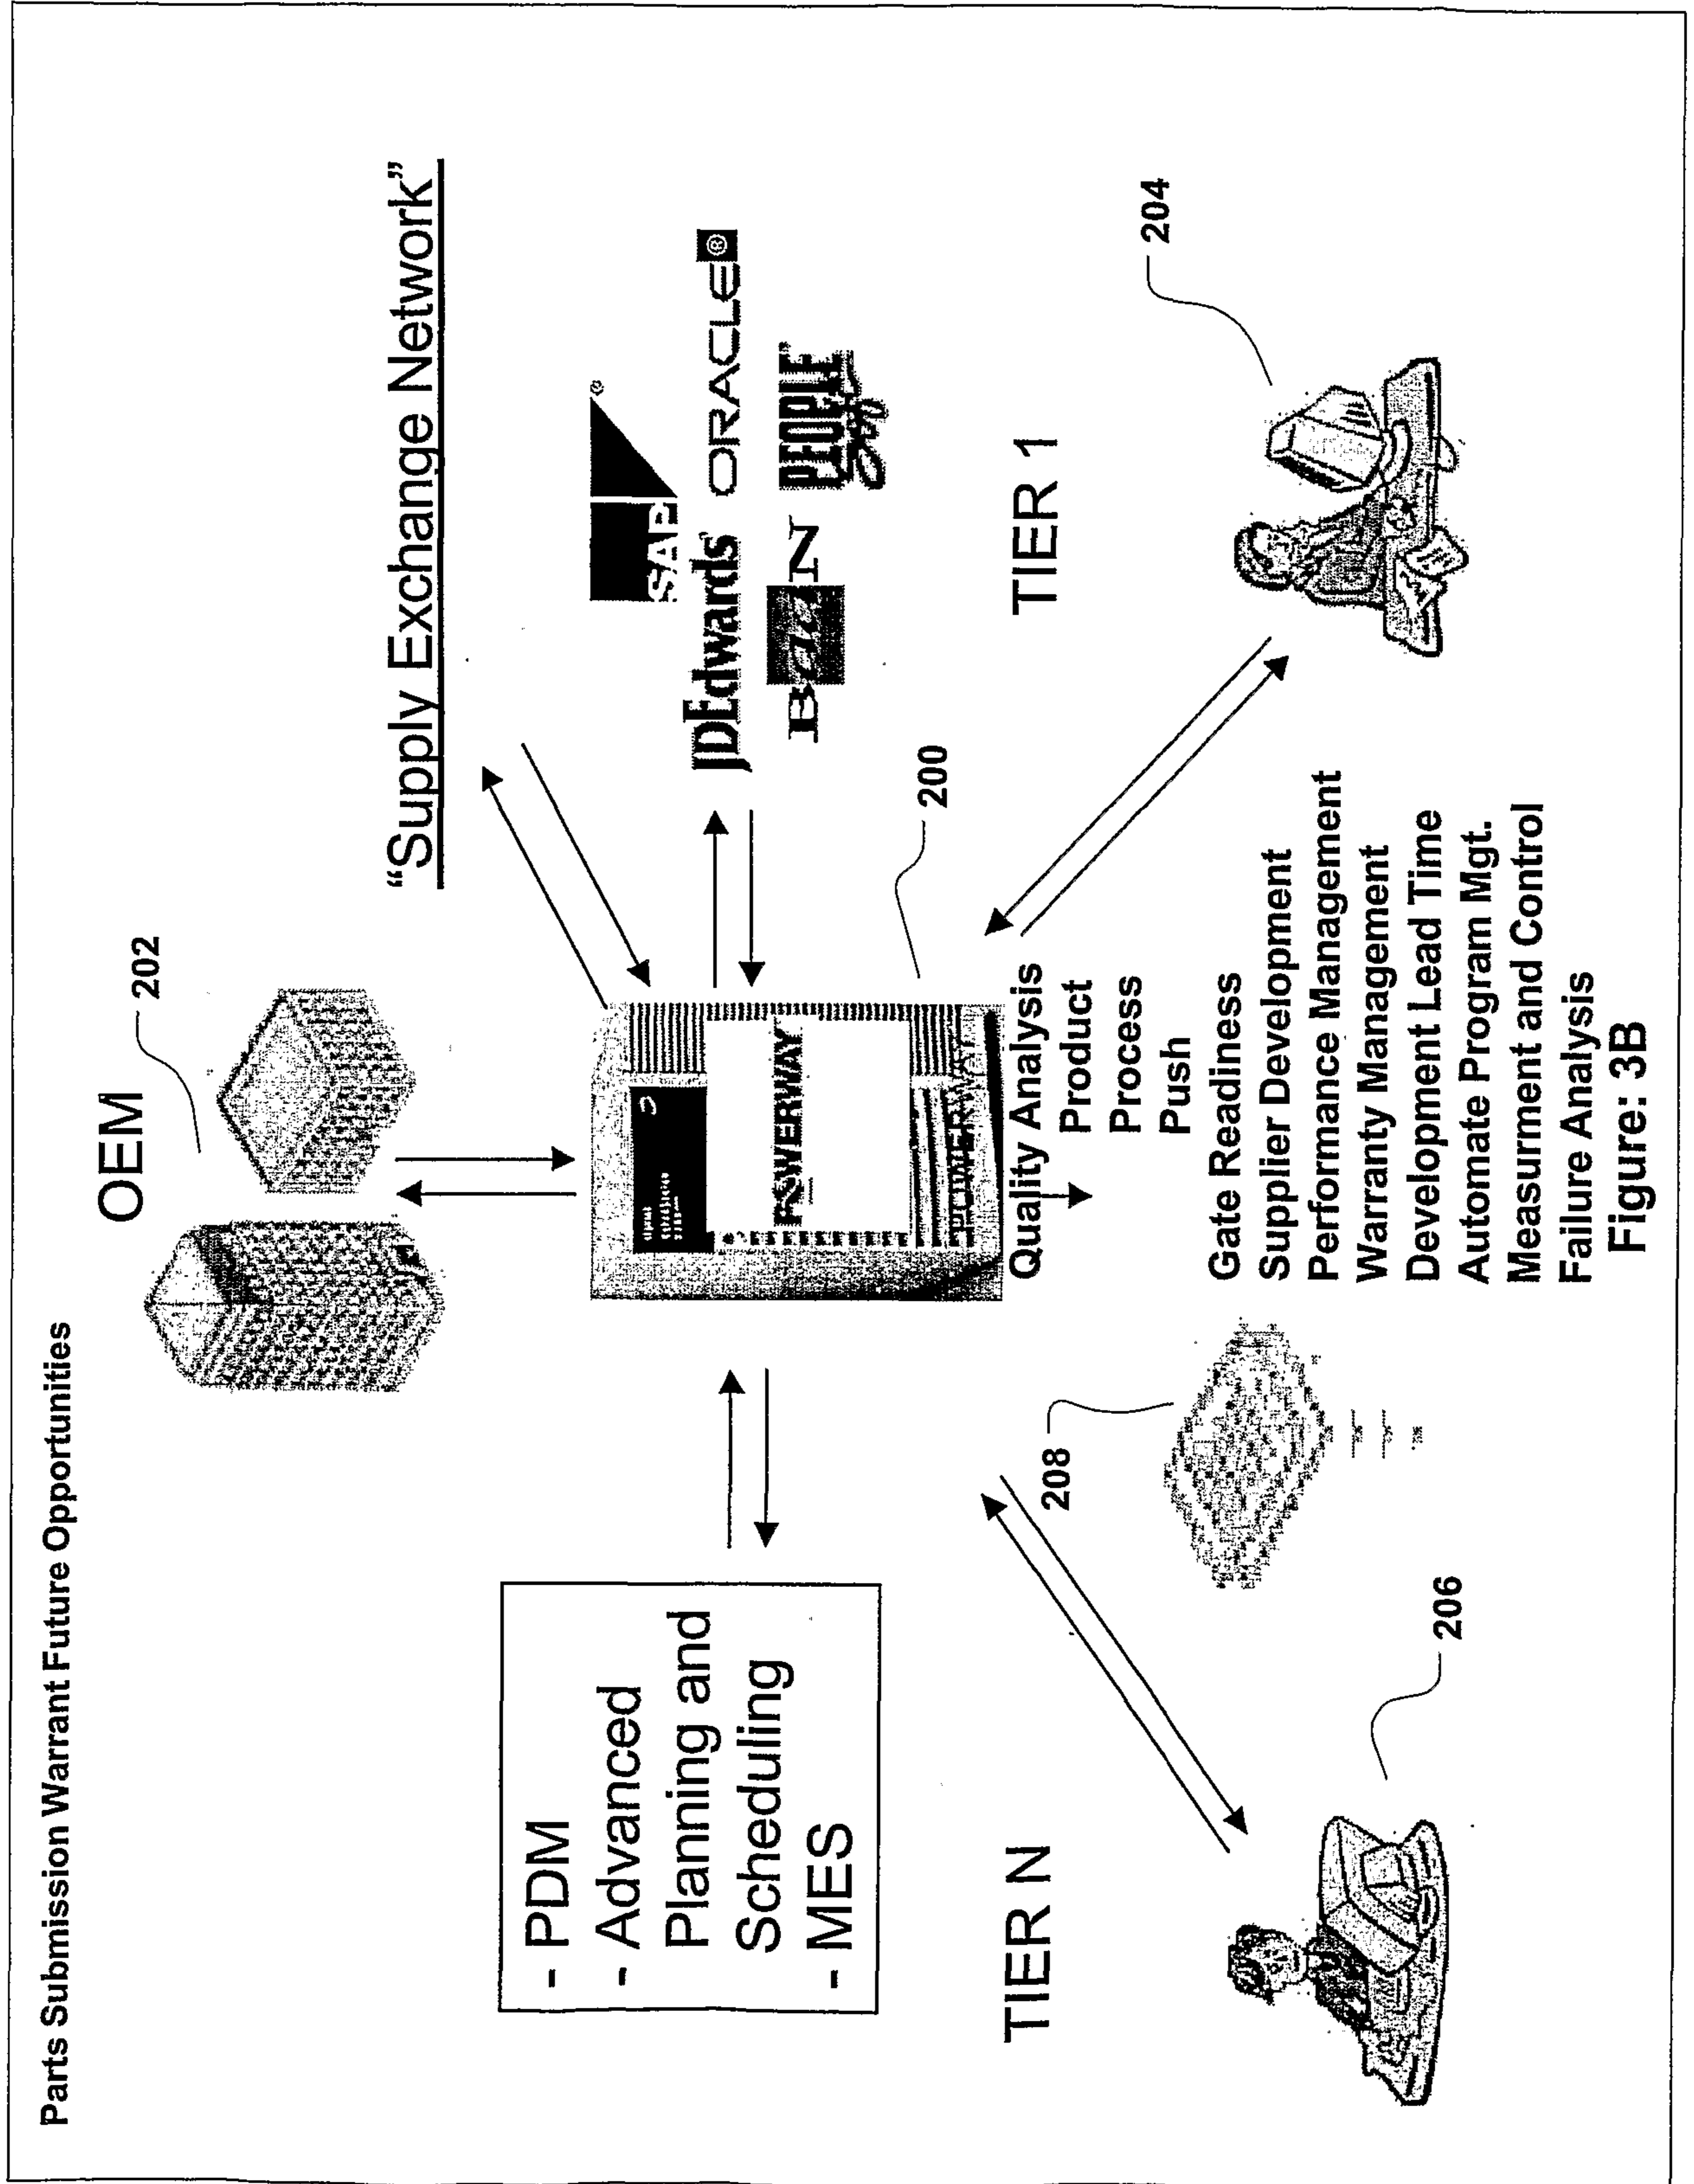 Parts Submission Warrant Future Opportunities
OEM
202
"Supply Exchange Network"
- PDM
- Advanced
Planning and
Scheduling
- MES
POWERWAY
POWERWAY
SAP
®
JDEdwards
ORACLE®
Baan
PEOPLE
Soft
200
TIER N
206
208
TIER 1
204
Quality Analysis
Product
Process
Push
Gate Readiness
Supplier Development
Performance Management
Warranty Management
Development Lead Time
Automate Program Mgt.
Measurment and Control
Failure Analysis
Figure: 3B